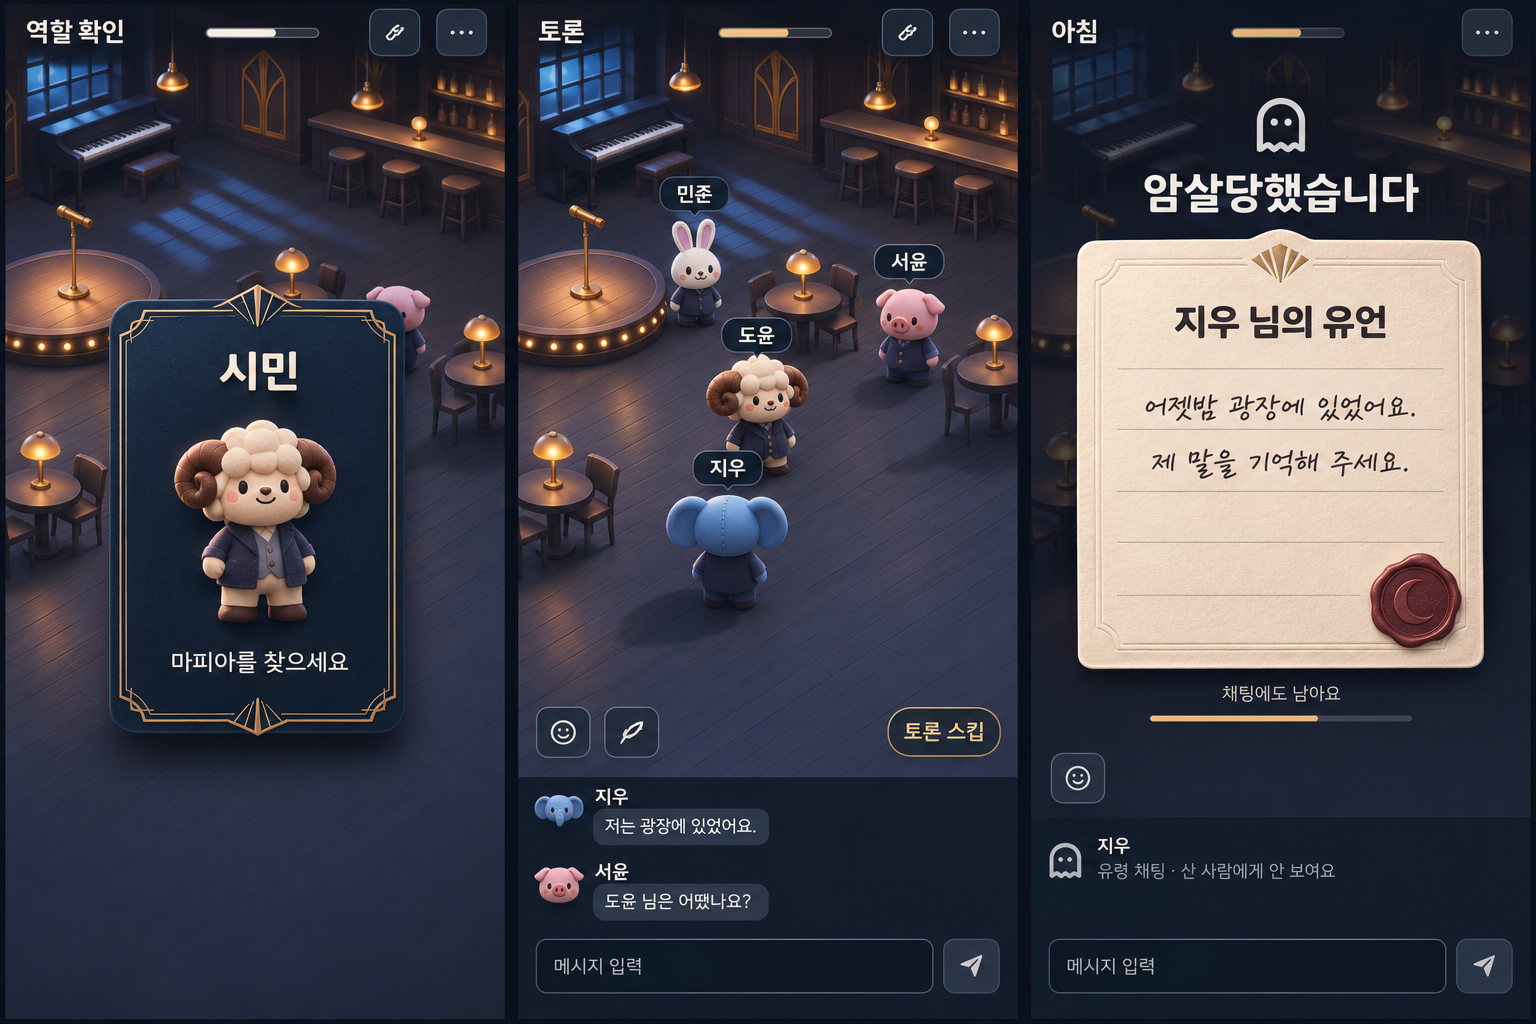 역할 확인
시민
마피아를 찾으세요
토론
민준
서윤
도윤
지우
토론 스킵
지우
저는 광장에 있었어요.
서윤
도윤 님은 어땠나요?
메시지 입력
아침
암살당했습니다
지우 님의 유언
어젯밤 광장에 있었어요.
제 말을 기억해 주세요.
채팅에도 남아요
지우
유령 채팅 · 산 사람에게 안 보여요
메시지 입력